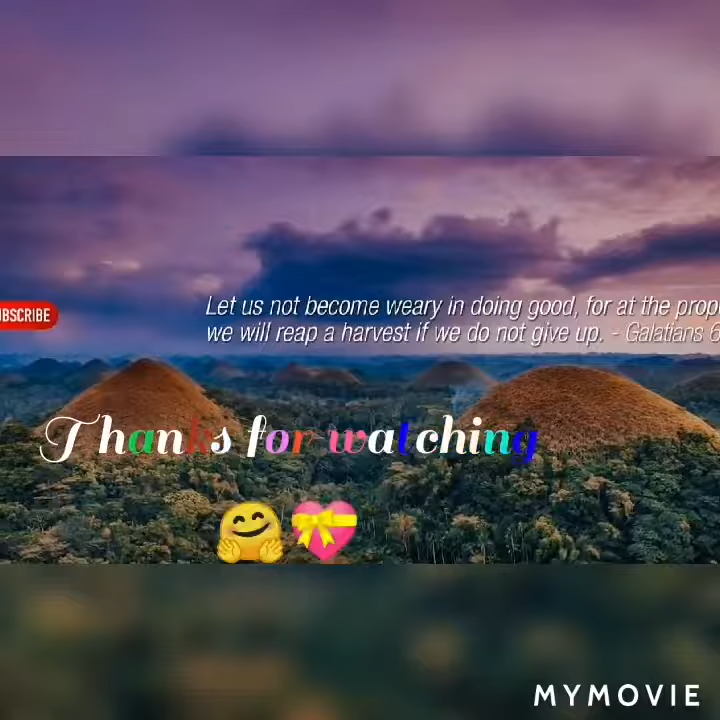 UBSCRIBE
Let us not become weary in doing good, for at the prop
we will reap a harvest if we do not give up. - Galatians 6
Thanks for watching
MYMOVIE